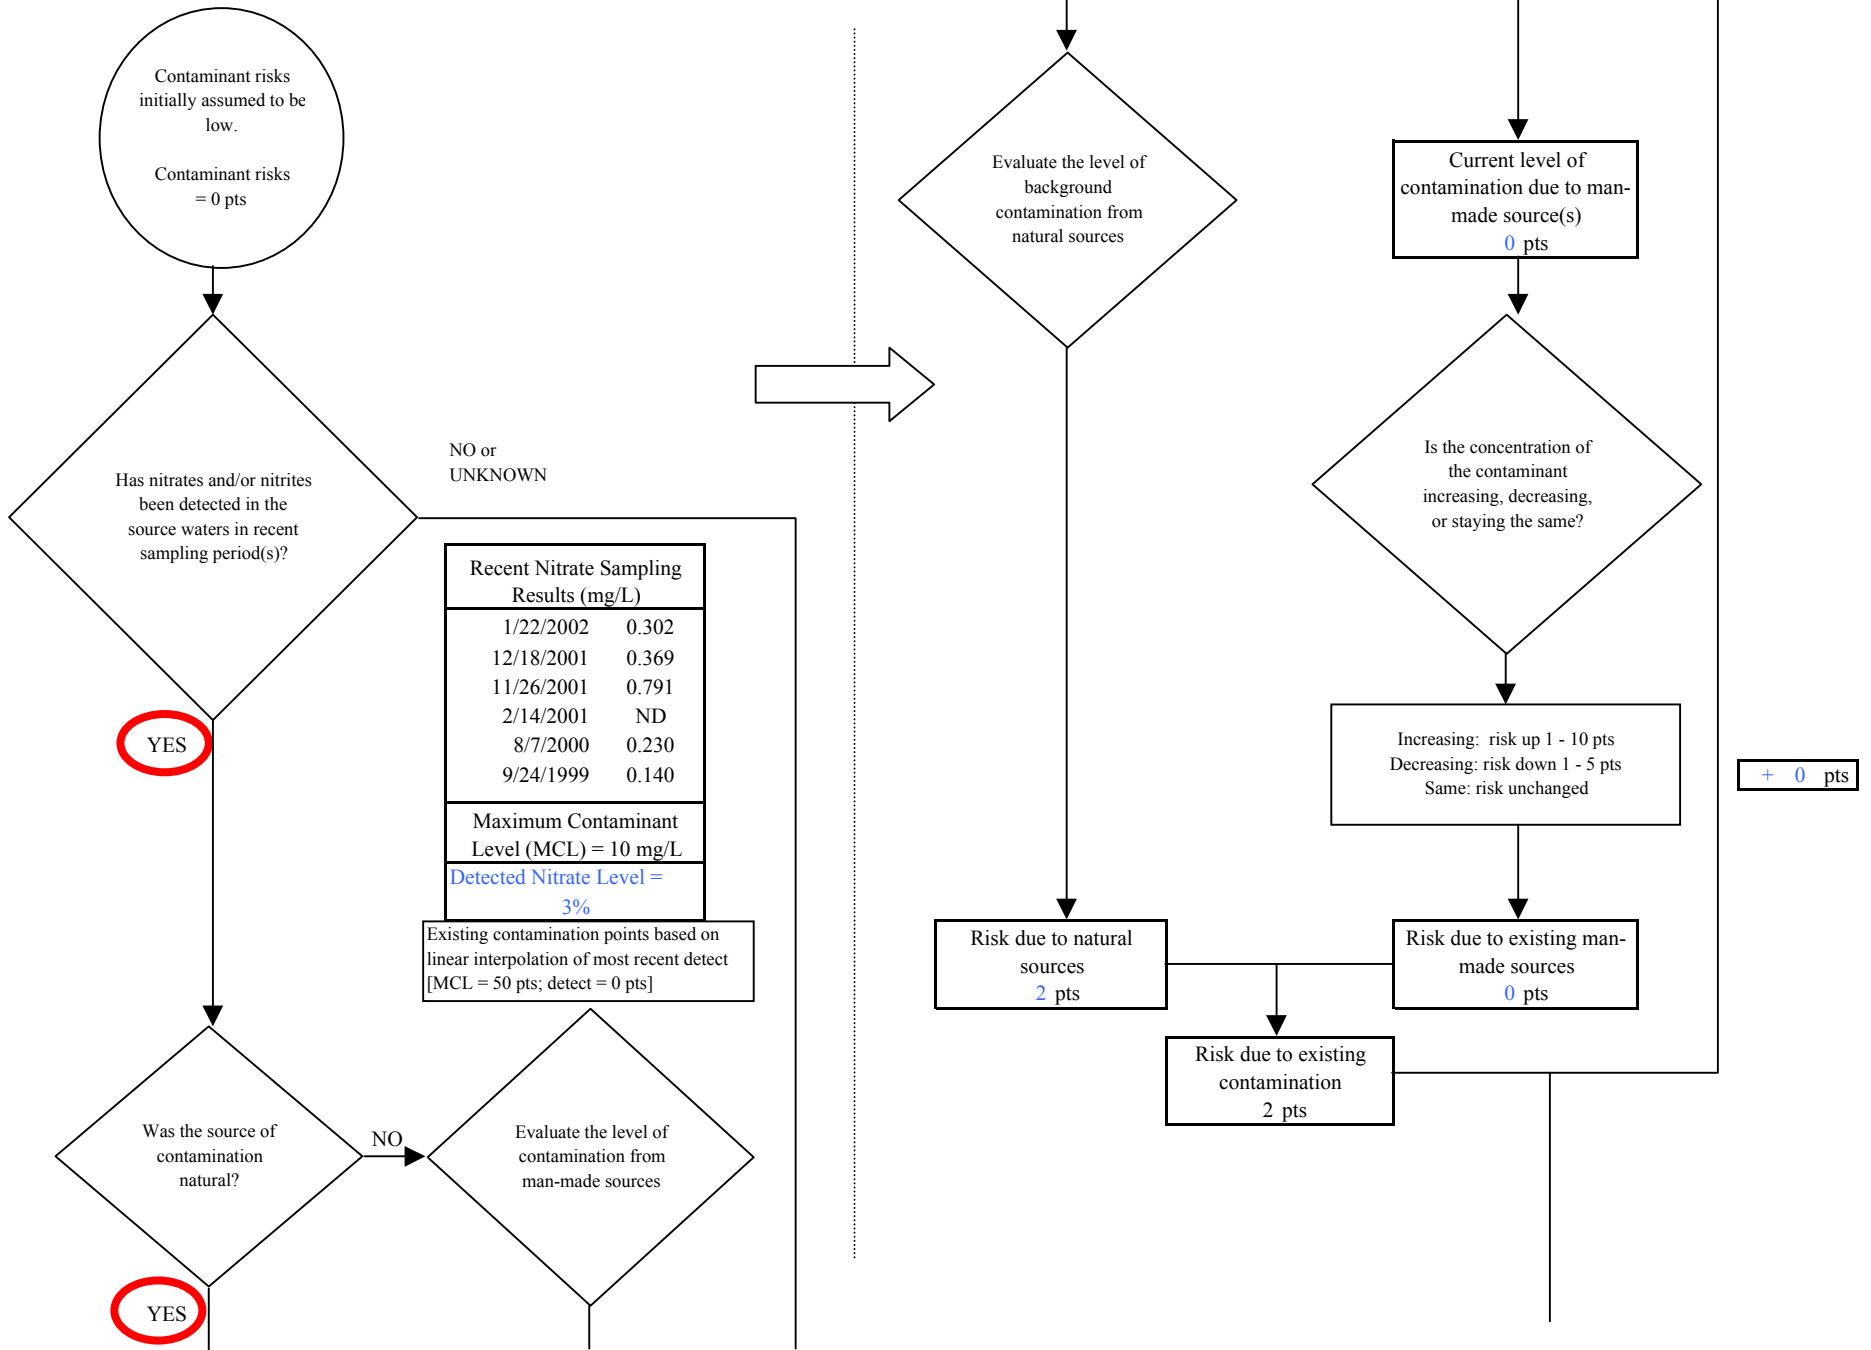 Contaminant risks
initially assumed to be
low.
Contaminant risks
= 0 pts
Has nitrates and/or nitrites
been detected in the
source waters in recent
sampling period(s)?
NO or
UNKNOWN
YES
Recent Nitrate Sampling
Results (mg/L)
1/22/2002 0.302
12/18/2001 0.369
11/26/2001 0.791
2/14/2001 ND
8/7/2000 0.230
9/24/1999 0.140
Maximum Contaminant
Level (MCL) = 10 mg/L
Detected Nitrate Level =
3%
Existing contamination points based on
linear interpolation of most recent detect
[MCL = 50 pts; detect = 0 pts]
Was the source of
contamination
natural?
NO
Evaluate the level of
contamination from
man-made sources
YES
Evaluate the level of
background
contamination from
natural sources
Current level of
contamination due to man-
made source(s)
0 pts
Is the concentration of
the contaminant
increasing, decreasing,
or staying the same?
Increasing: risk up 1 - 10 pts
Decreasing: risk down 1 - 5 pts
Same: risk unchanged
+ 0 pts
Risk due to natural
sources
2 pts
Risk due to existing man-
made sources
0 pts
Risk due to existing
contamination
2 pts